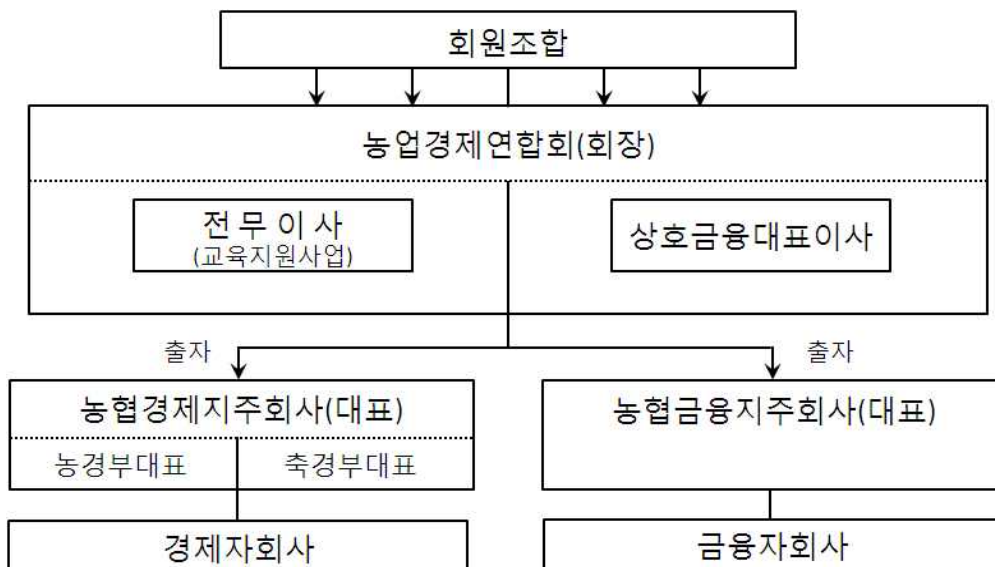 회원조합
농업경제연합회(회장)
전 무 이 사
(교육지원사업)
상호금융대표이사
출자
출자
농협경제지주회사(대표)
농협금융지주회사(대표)
농경부대표
축경부대표
경제자회사
금융자회사